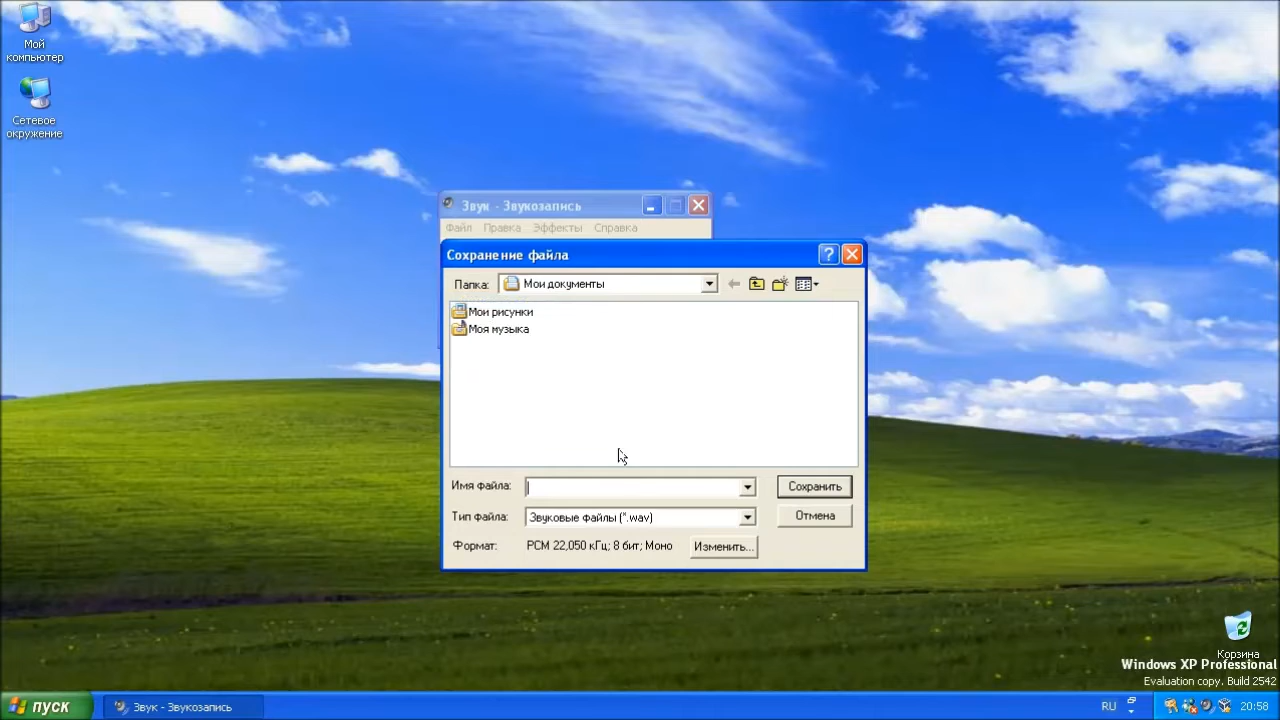 Мой
компьютер
Сетевое
окружение
Звук - Звукозапись
Файл Правка Эффекты Справка
Сохранение файла
Папка: Мои документы
Мои рисунки
Моя музыка
Имя файла: Сохранить
Тип файла: Звуковые файлы (*.wav) Отмена
Формат: PCM 22,050 кГц; 8 бит; Моно Изменить...
Корзина
Windows XP Professional
Evaluation copy. Build 2542
пуск Звук - Звукозапись RU 20:58